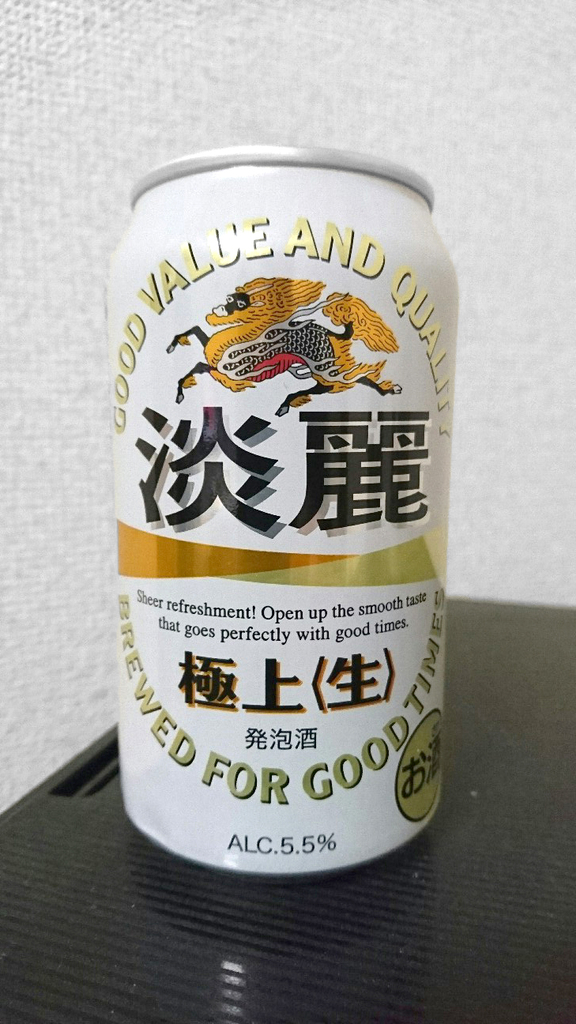 GOOD VALUE AND QUALITY
淡麗
Sheer refreshment! Open up the smooth taste
that goes perfectly with good times.
極上〈生〉
発泡酒
BREWED FOR GOOD TIMES
お酒
ALC.5.5%